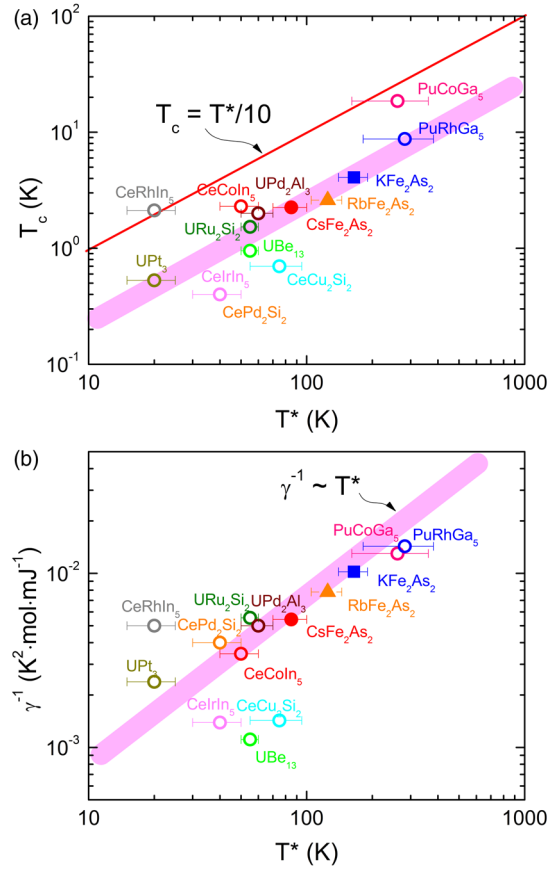 (a)
10²
10¹
10⁰
10⁻¹
T_c (K)
T_c = T*/10
PuCoGa₅
PuRhGa₅
KFe₂As₂
RbFe₂As₂
CsFe₂As₂
UPd₂Al₃
CeCoIn₅
CeRhIn₅
URu₂Si₂
UBe₁₃
UPt₃
CeIrIn₅
CeCu₂Si₂
CePd₂Si₂
10
100
1000
T* (K)
(b)
10⁻²
10⁻³
γ⁻¹ (K²·mol·mJ⁻¹)
γ⁻¹ ~ T*
PuCoGa₅
PuRhGa₅
KFe₂As₂
RbFe₂As₂
URu₂Si₂
UPd₂Al₃
CeRhIn₅
CePd₂Si₂
CsFe₂As₂
CeCoIn₅
UPt₃
CeIrIn₅
CeCu₂Si₂
UBe₁₃
10
100
1000
T* (K)